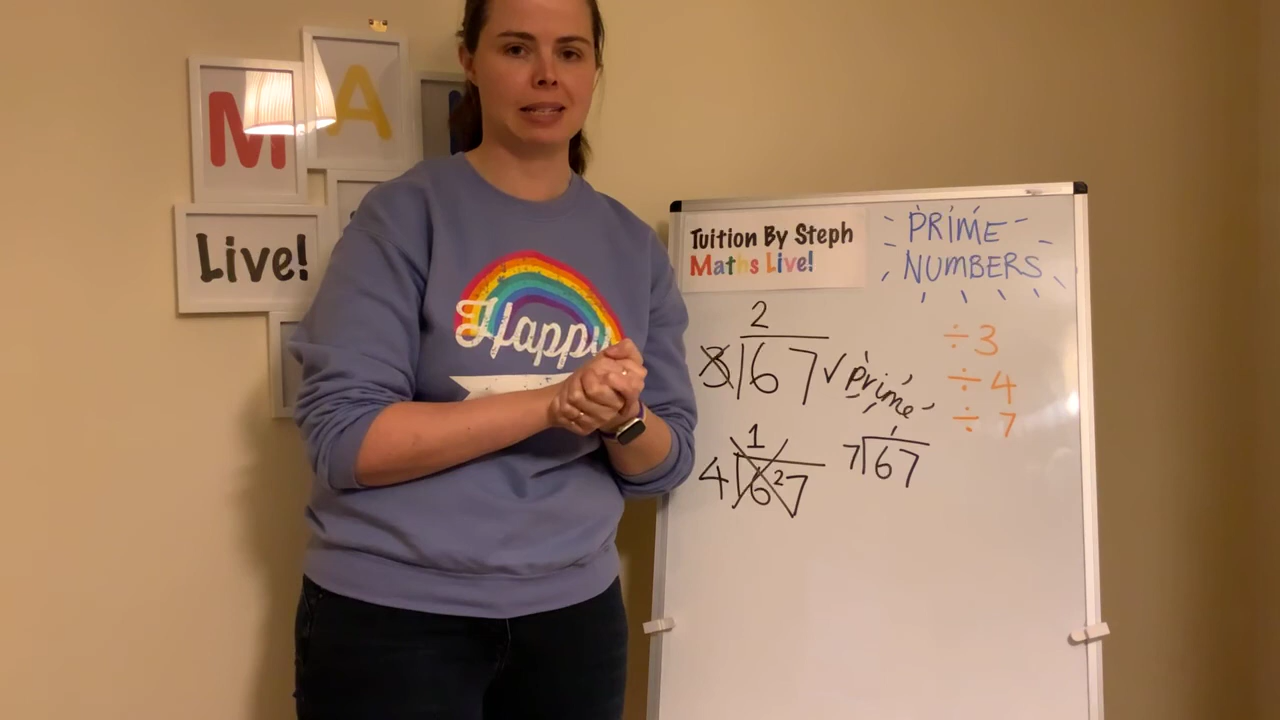 M
A
Live!
Happy
Tuition By Steph
Maths Live!
PRIME
NUMBERS
÷3
÷4
÷7
2
3 67 ✓ Prime
1
4 6²7
7 67